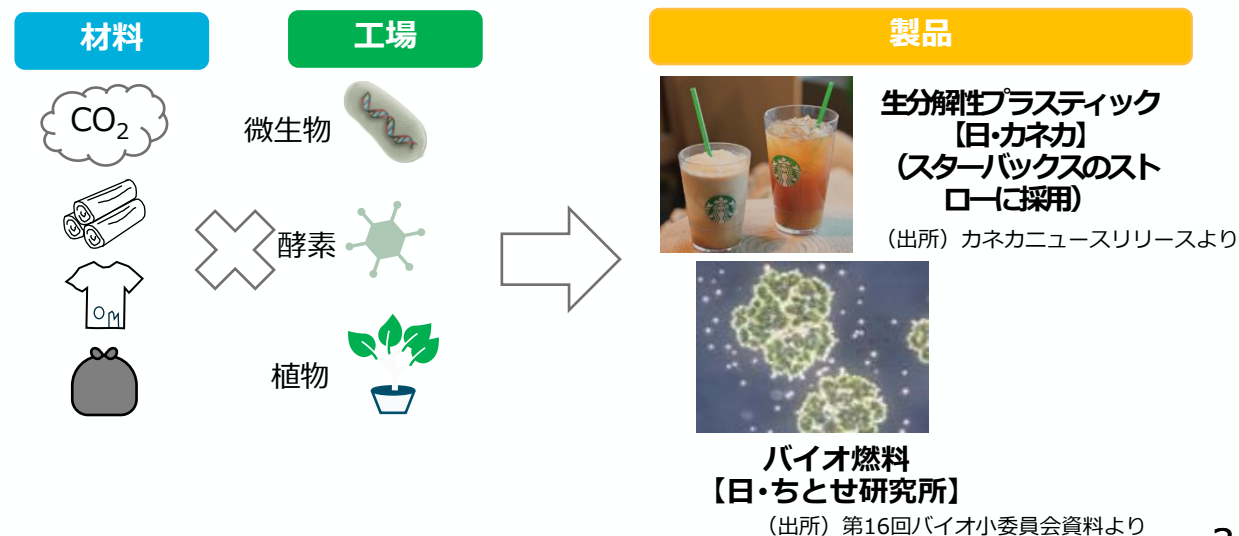 材料
工場
製品
CO₂
微生物
酵素
植物
生分解性プラスティック
【日・カネカ】
（スターバックスのスト
ローに採用）
（出所）カネカニュースリリースより
バイオ燃料
【日・ちとせ研究所】
（出所）第16回バイオ小委員会資料より